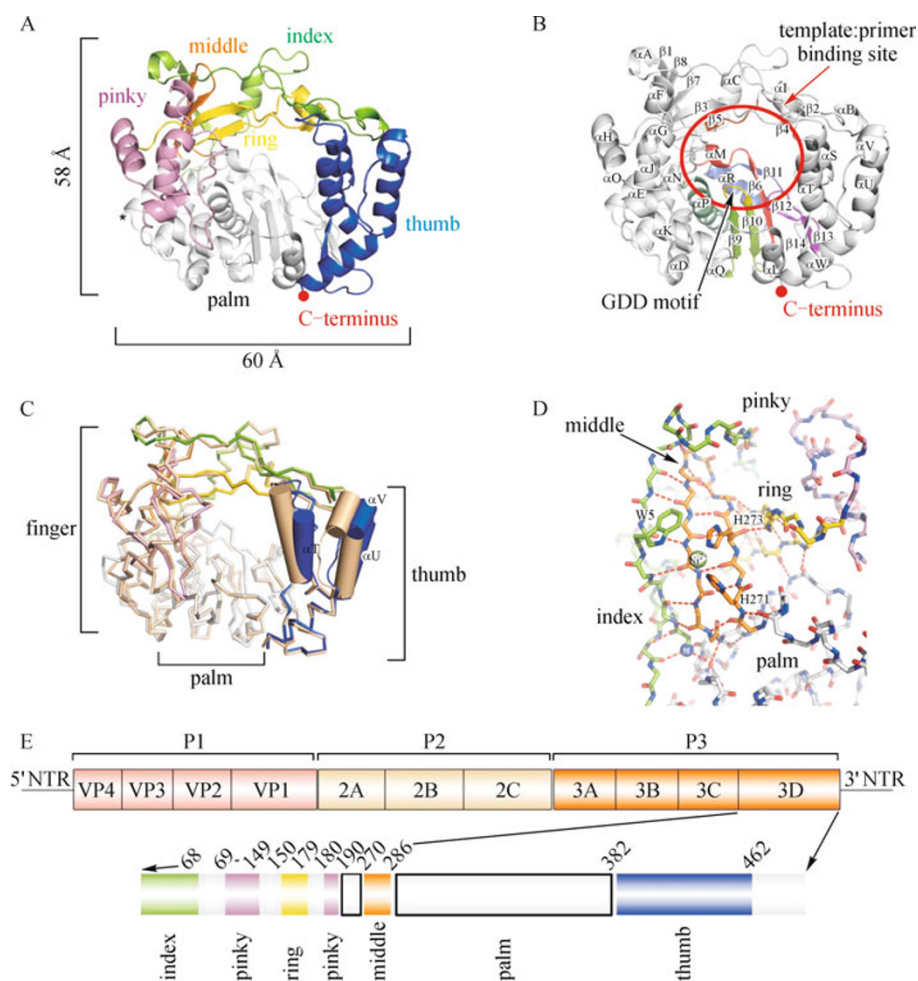 A
middle
index
pinky
ring
58 Å
*
thumb
palm
C-terminus
60 Å
B
template:primer
binding site
αA
β1
β8
β7
αC
αI
αF
β3
β2
αB
β5
β4
αH
αG
αV
αM
αS
αJ
β11
αO
αN
αR
αT
αU
αE
β6
αP
β12
αK
β10
β13
β9
β14
αD
αQ
αL
αW
GDD motif
C-terminus
C
finger
αV
αT
αU
thumb
palm
D
pinky
middle
ring
W5
H273
index
H271
N
palm
E
P1
P2
P3
5' NTR
VP4
VP3
VP2
VP1
2A
2B
2C
3A
3B
3C
3D
3' NTR
68
69-
149
150
179
180
190
270
286
382
462
index
pinky
ring
pinky
middle
palm
thumb